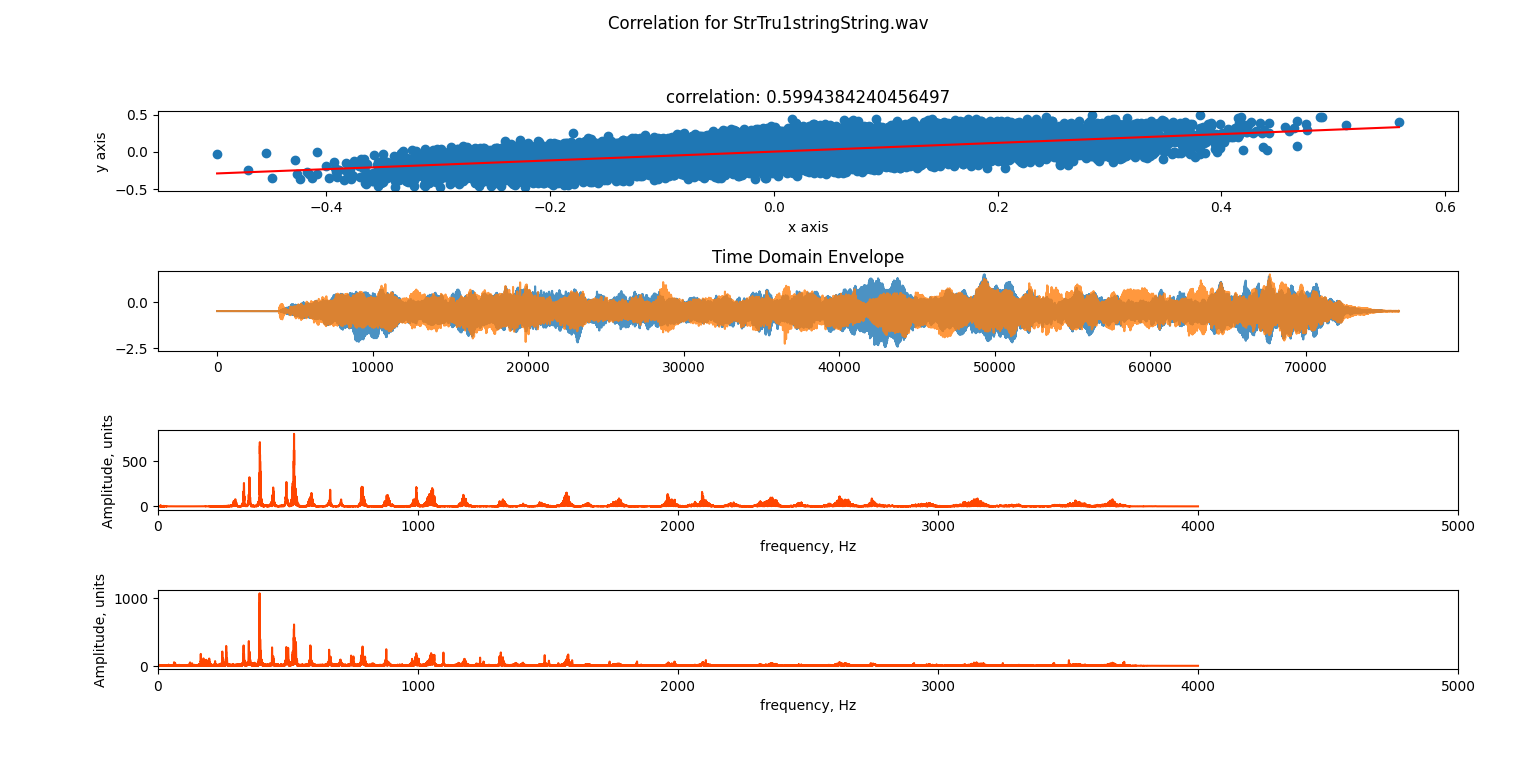 Correlation for StrTru1stringString.wav
correlation: 0.5994384240456497
0.5
0.0
−0.5
y axis
−0.4 −0.2 0.0 0.2 0.4 0.6
x axis
Time Domain Envelope
0.0
−2.5
0 10000 20000 30000 40000 50000 60000 70000
500
0
Amplitude, units
0 1000 2000 3000 4000 5000
frequency, Hz
1000
0
Amplitude, units
0 1000 2000 3000 4000 5000
frequency, Hz